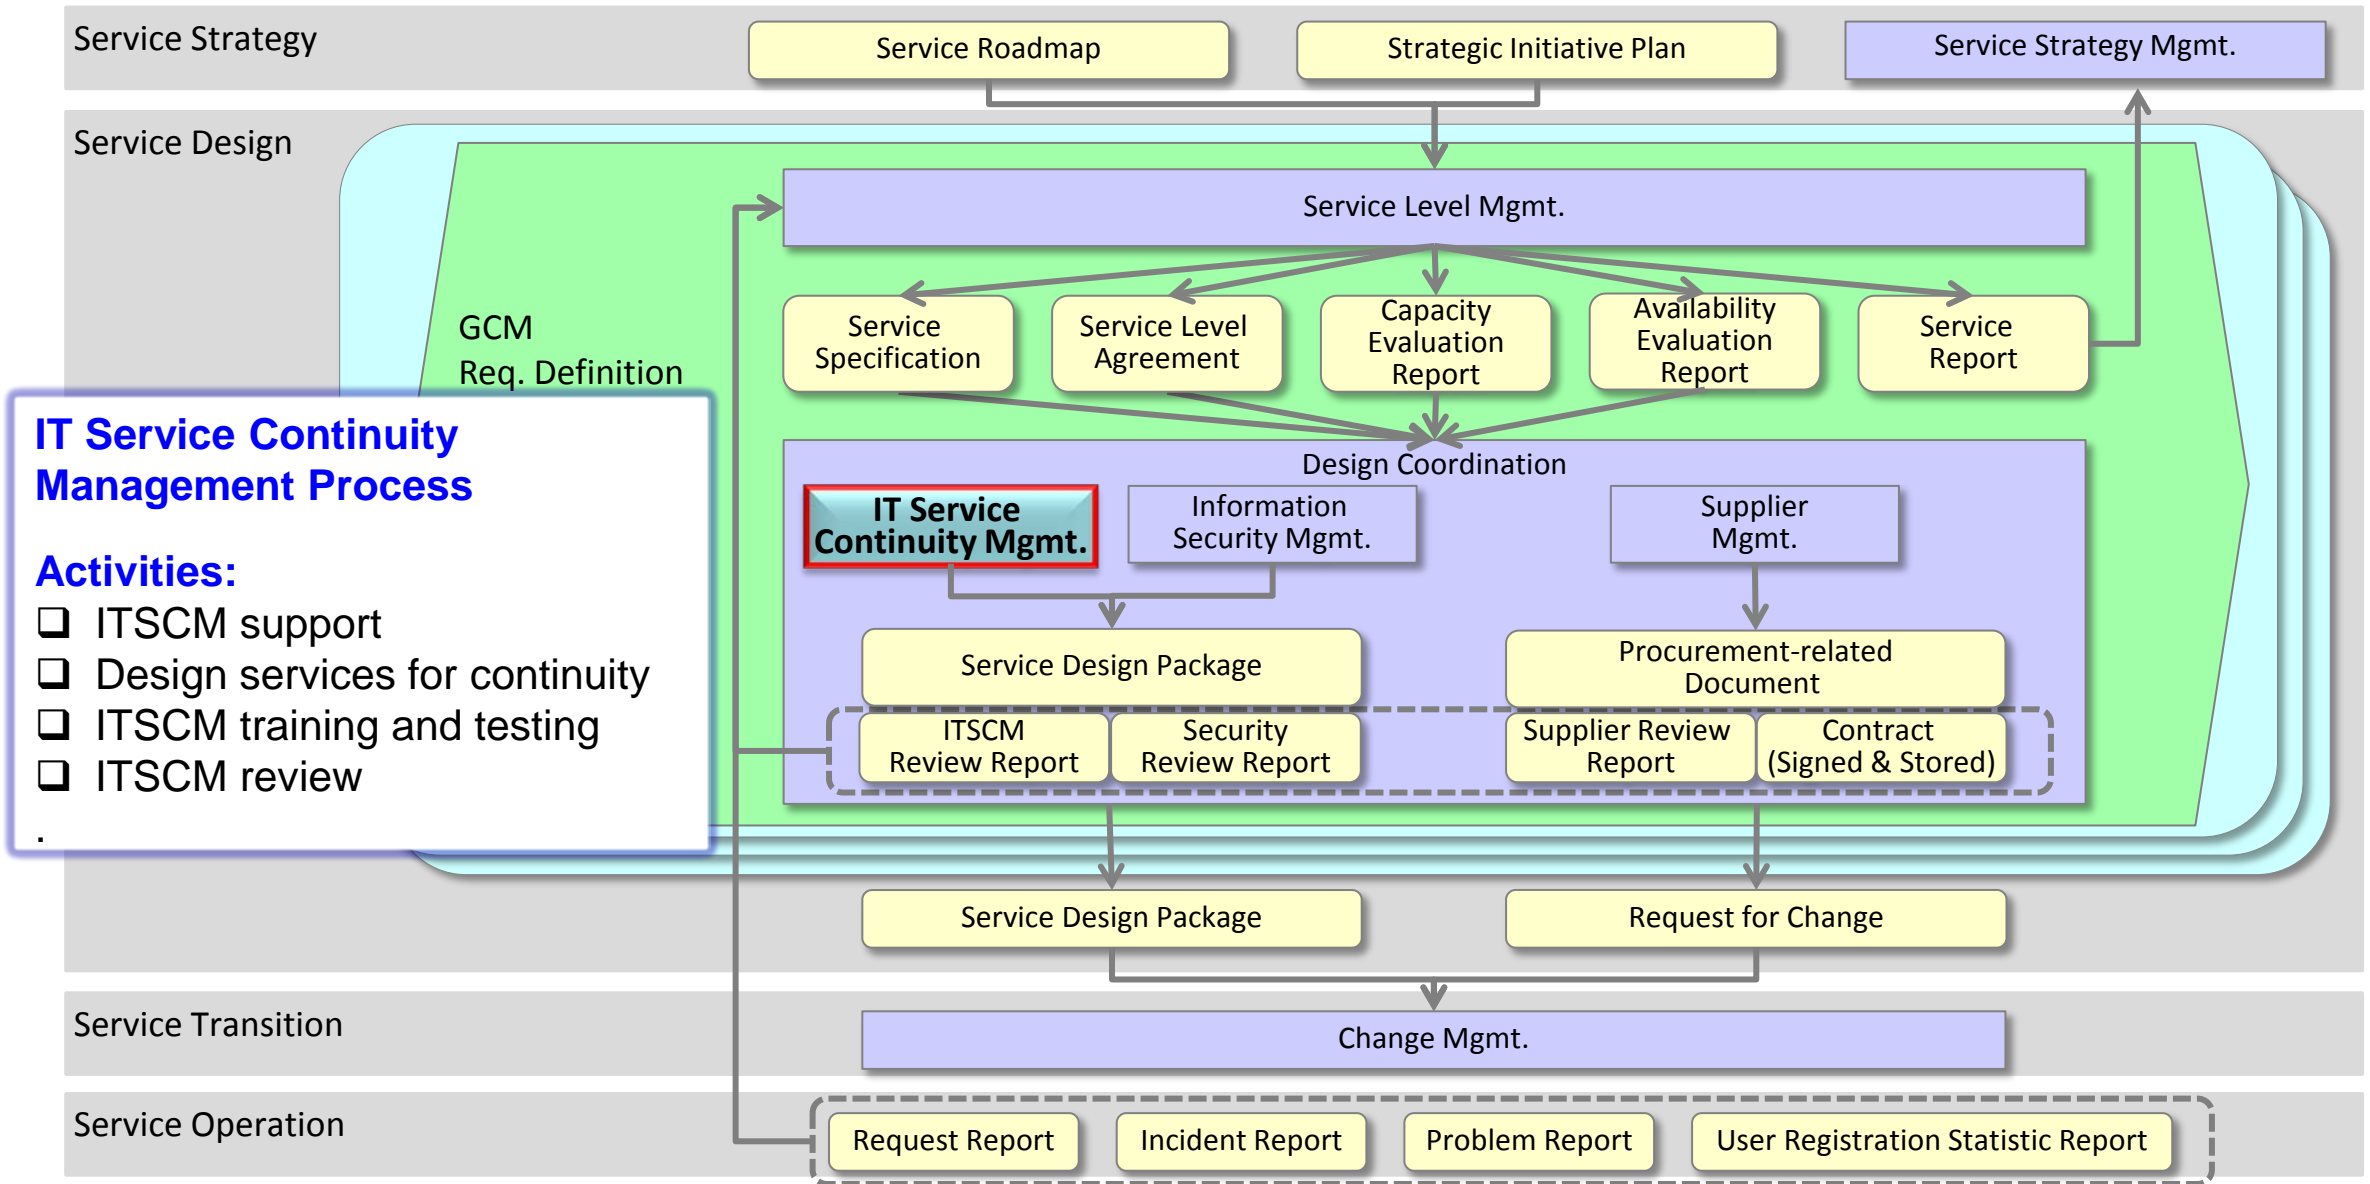 Service Strategy
Service Roadmap
Strategic Initiative Plan
Service Strategy Mgmt.
Service Design
Service Level Mgmt.
GCM
Req. Definition
Service
Specification
Service Level
Agreement
Capacity
Evaluation
Report
Availability
Evaluation
Report
Service
Report
IT Service Continuity
Management Process
Activities:
❑ ITSCM support
❑ Design services for continuity
❑ ITSCM training and testing
❑ ITSCM review
.
Design Coordination
IT Service
Continuity Mgmt.
Information
Security Mgmt.
Supplier
Mgmt.
Service Design Package
Procurement-related
Document
ITSCM
Review Report
Security
Review Report
Supplier Review
Report
Contract
(Signed & Stored)
Service Design Package
Request for Change
Service Transition
Change Mgmt.
Service Operation
Request Report
Incident Report
Problem Report
User Registration Statistic Report